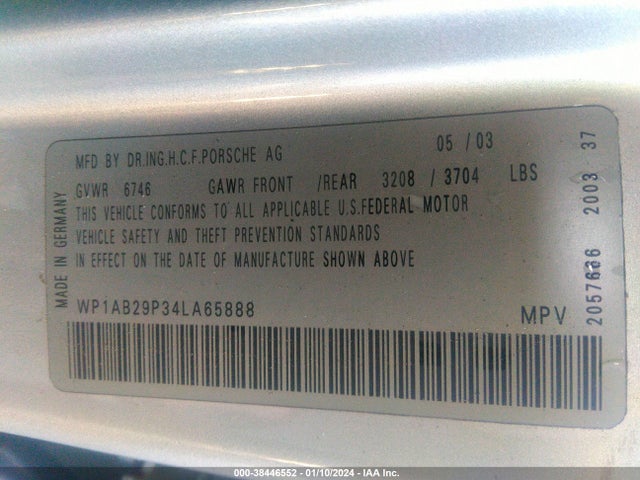 MFD BY DR.ING.H.C.F.PORSCHE AG 05 / 03
GVWR 6746 GAWR FRONT /REAR 3208 / 3704 LBS
THIS VEHICLE CONFORMS TO ALL APPLICABLE U.S.FEDERAL MOTOR
VEHICLE SAFETY AND THEFT PREVENTION STANDARDS
IN EFFECT ON THE DATE OF MANUFACTURE SHOWN ABOVE
WP1AB29P34LA65888 MPV
MADE IN GERMANY
2003 37
000-38446552 - 01/10/2024 - IAA Inc.